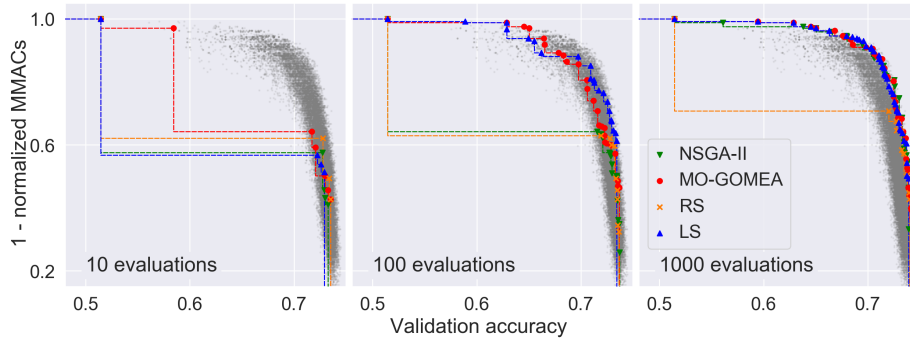 1 - normalized MMACs
1.0
0.6
0.2
10 evaluations
0.5
0.6
0.7
100 evaluations
0.5
0.6
0.7
NSGA-II
MO-GOMEA
RS
LS
1000 evaluations
0.5
0.6
0.7
Validation accuracy